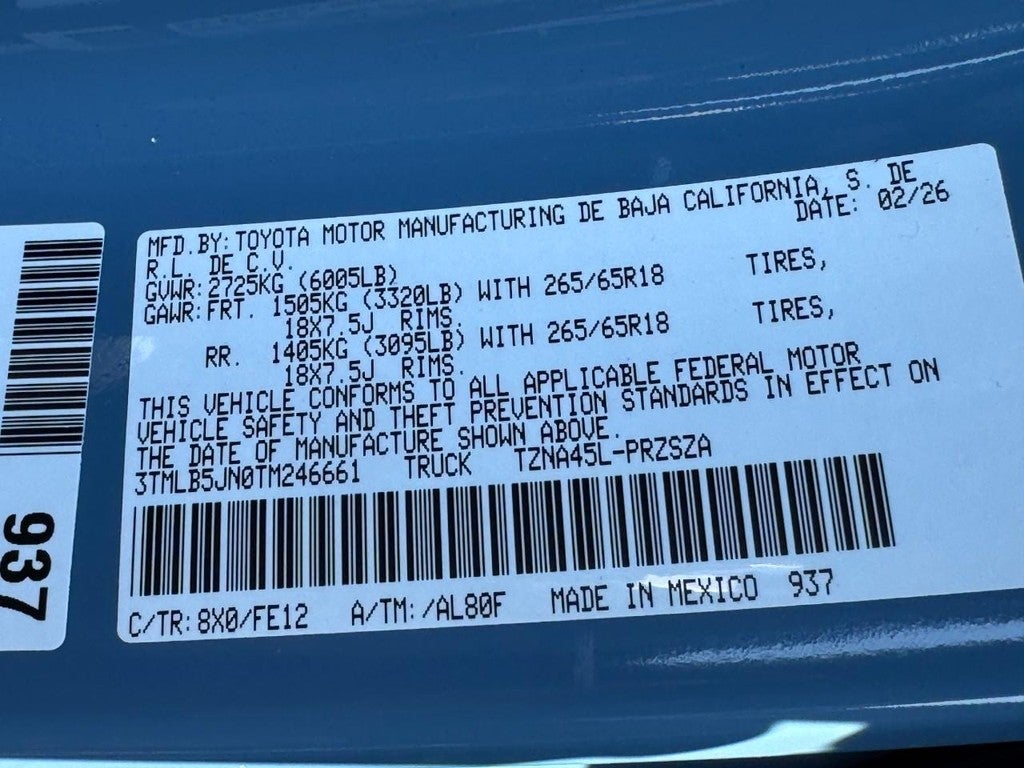 MFD.BY:TOYOTA MOTOR MANUFACTURING DE BAJA CALIFORNIA, S. DE
R.L. DE C.V. DATE: 02/26
GVWR:2725KG (6005LB)
GAWR:FRT. 1505KG (3320LB) WITH 265/65R18 TIRES,
18X7.5J RIMS.
RR. 1405KG (3095LB) WITH 265/65R18 TIRES,
18X7.5J RIMS.
THIS VEHICLE CONFORMS TO ALL APPLICABLE FEDERAL MOTOR
VEHICLE SAFETY AND THEFT PREVENTION STANDARDS IN EFFECT ON
THE DATE OF MANUFACTURE SHOWN ABOVE.
3TMLB5JN0TM246661 TRUCK TZNA45L-PRZSZA
C/TR:8X0/FE12 A/TM:/AL80F MADE IN MEXICO 937
937